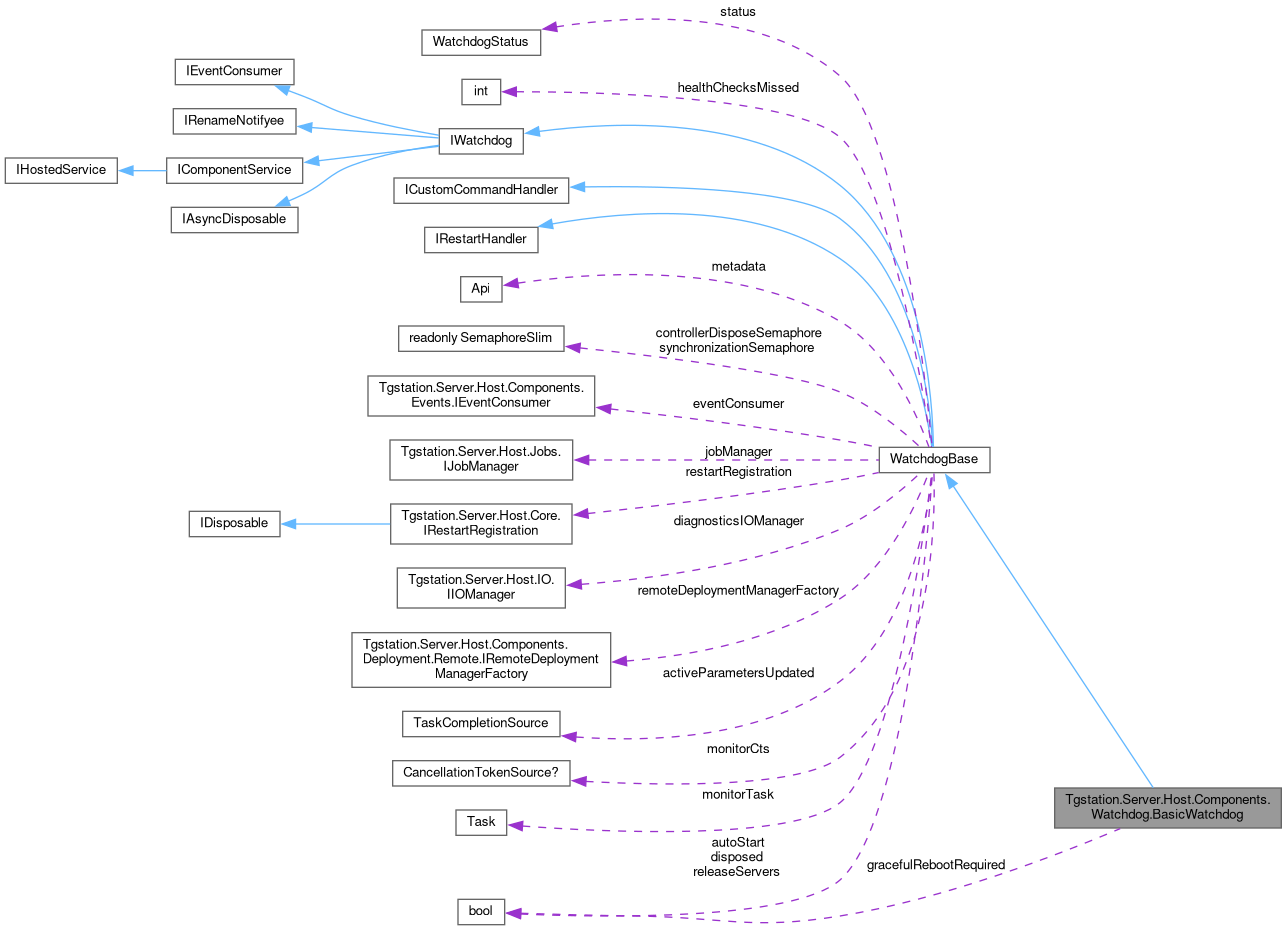 status
WatchdogStatus
IEventConsumer
healthChecksMissed
int
IRenameNotifyee
IWatchdog
IHostedService
IComponentService
ICustomCommandHandler
IAsyncDisposable
IRestartHandler
metadata
Api
controllerDisposeSemaphore
synchronizationSemaphore
readonly SemaphoreSlim
Tgstation.Server.Host.Components.
Events.IEventConsumer
eventConsumer
Tgstation.Server.Host.Jobs.
IJobManager
jobManager
WatchdogBase
restartRegistration
IDisposable
Tgstation.Server.Host.Core.
IRestartRegistration
diagnosticsIOManager
Tgstation.Server.Host.IO.
IIOManager
remoteDeploymentManagerFactory
Tgstation.Server.Host.Components.
Deployment.Remote.IRemoteDeployment
ManagerFactory
activeParametersUpdated
TaskCompletionSource
monitorCts
CancellationTokenSource?
monitorTask
Tgstation.Server.Host.Components.
Watchdog.BasicWatchdog
Task
autoStart
disposed
releaseServers
gracefulRebootRequired
bool